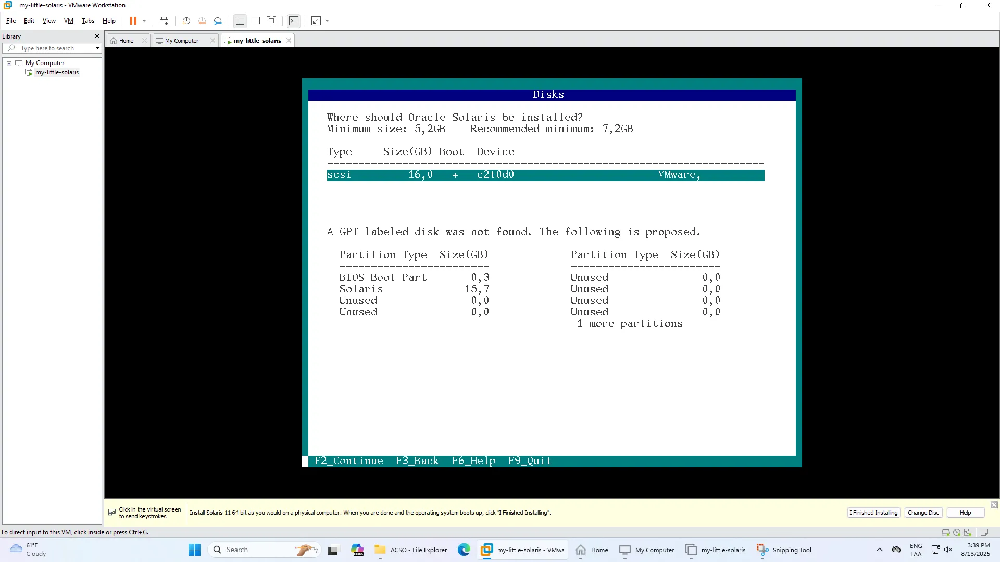 my-little-solaris - VMware Workstation
File Edit View VM Tabs Help
Library
Home My Computer my-little-solaris
Type here to search
My Computer
my-little-solaris
Disks
Where should Oracle Solaris be installed?
Minimum size: 5,2GB Recommended minimum: 7,2GB
Type Size(GB) Boot Device
----------------------------------------------------------------------
scsi 16,0 + c2t0d0 VMware,
A GPT labeled disk was not found. The following is proposed.
Partition Type Size(GB) Partition Type Size(GB)
------------------------ ------------------------
BIOS Boot Part 0,3 Unused 0,0
Solaris 15,7 Unused 0,0
Unused 0,0 Unused 0,0
Unused 0,0 Unused 0,0
1 more partitions
F2_Continue F3_Back F6_Help F9_Quit
Click in the virtual screen
to send keystrokes
Install Solaris 11 64-bit as you would on a physical computer. When you are done and the operating system boots up, click "I Finished Installing".
I Finished Installing Change Disc Help
To direct input to this VM, click inside or press Ctrl+G.
61°F
Cloudy
Search
M365
ACSO - File Explorer
my-little-solaris - VMwa
Home
My Computer
my-little-solaris
Snipping Tool
ENG
LAA
3:39 PM
8/13/2025